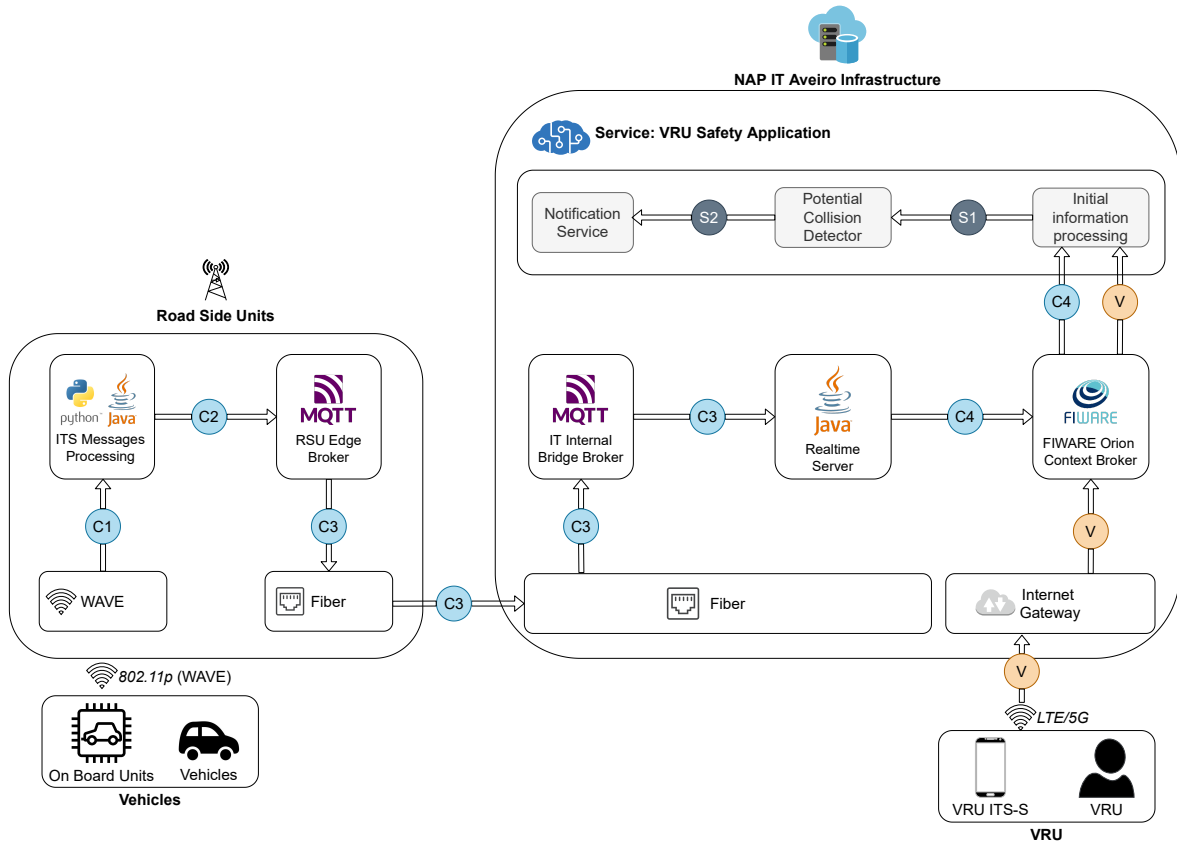 NAP IT Aveiro Infrastructure
Service: VRU Safety Application
Notification
Service
S2
Potential
Collision
Detector
S1
Initial
information
processing
C4
V
Road Side Units
python
Java
ITS Messages
Processing
C2
MQTT
RSU Edge
Broker
C1
C3
WAVE
Fiber
C3
MQTT
IT Internal
Bridge Broker
C3
Java
Realtime
Server
C4
FIWARE
FIWARE Orion
Context Broker
C3
V
Fiber
Internet
Gateway
V
802.11p (WAVE)
On Board Units
Vehicles
Vehicles
LTE/5G
VRU ITS-S
VRU
VRU